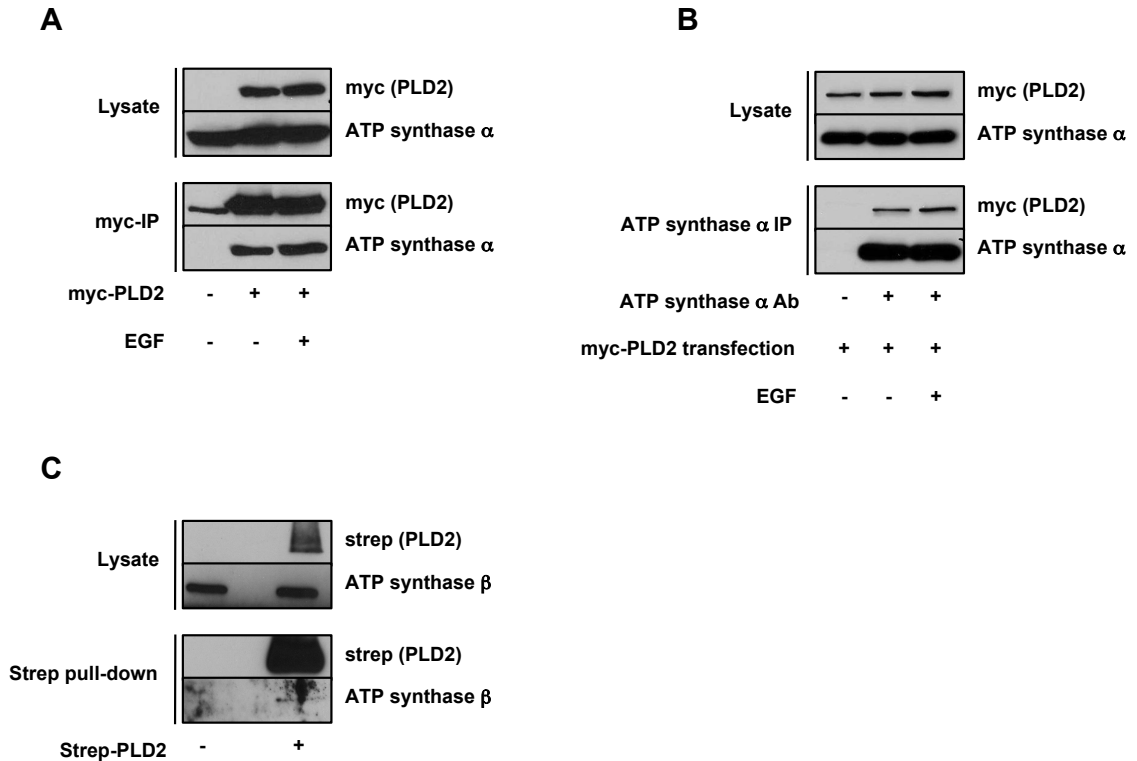 A
Lysate
myc (PLD2)
ATP synthase α
myc-IP
myc (PLD2)
ATP synthase α
myc-PLD2 - + +
EGF - - +
B
Lysate
myc (PLD2)
ATP synthase α
ATP synthase α IP
myc (PLD2)
ATP synthase α
ATP synthase α Ab - + +
myc-PLD2 transfection + + +
EGF - - +
C
Lysate
strep (PLD2)
ATP synthase β
Strep pull-down
strep (PLD2)
ATP synthase β
Strep-PLD2 - +